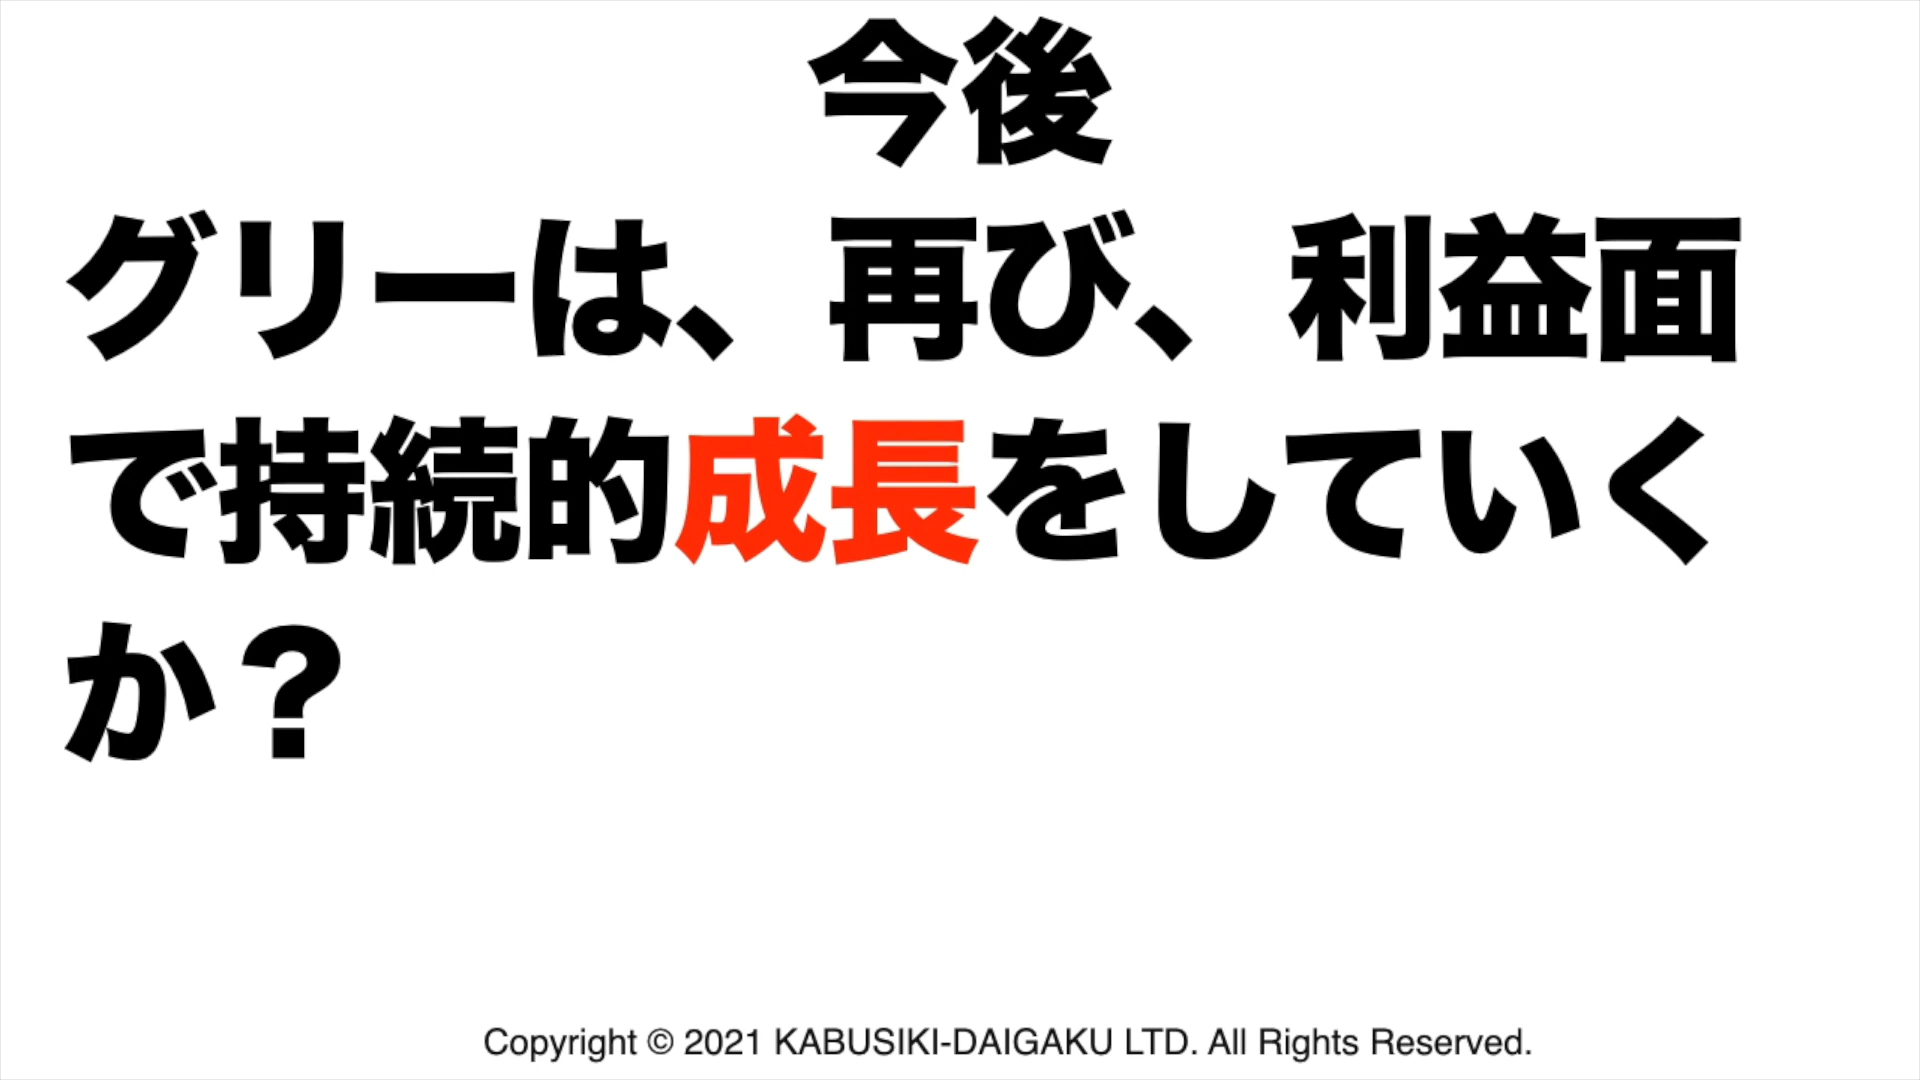 今後
グリーは、再び、利益面
で持続的成長をしていく
か？
Copyright © 2021 KABUSIKI-DAIGAKU LTD. All Rights Reserved.